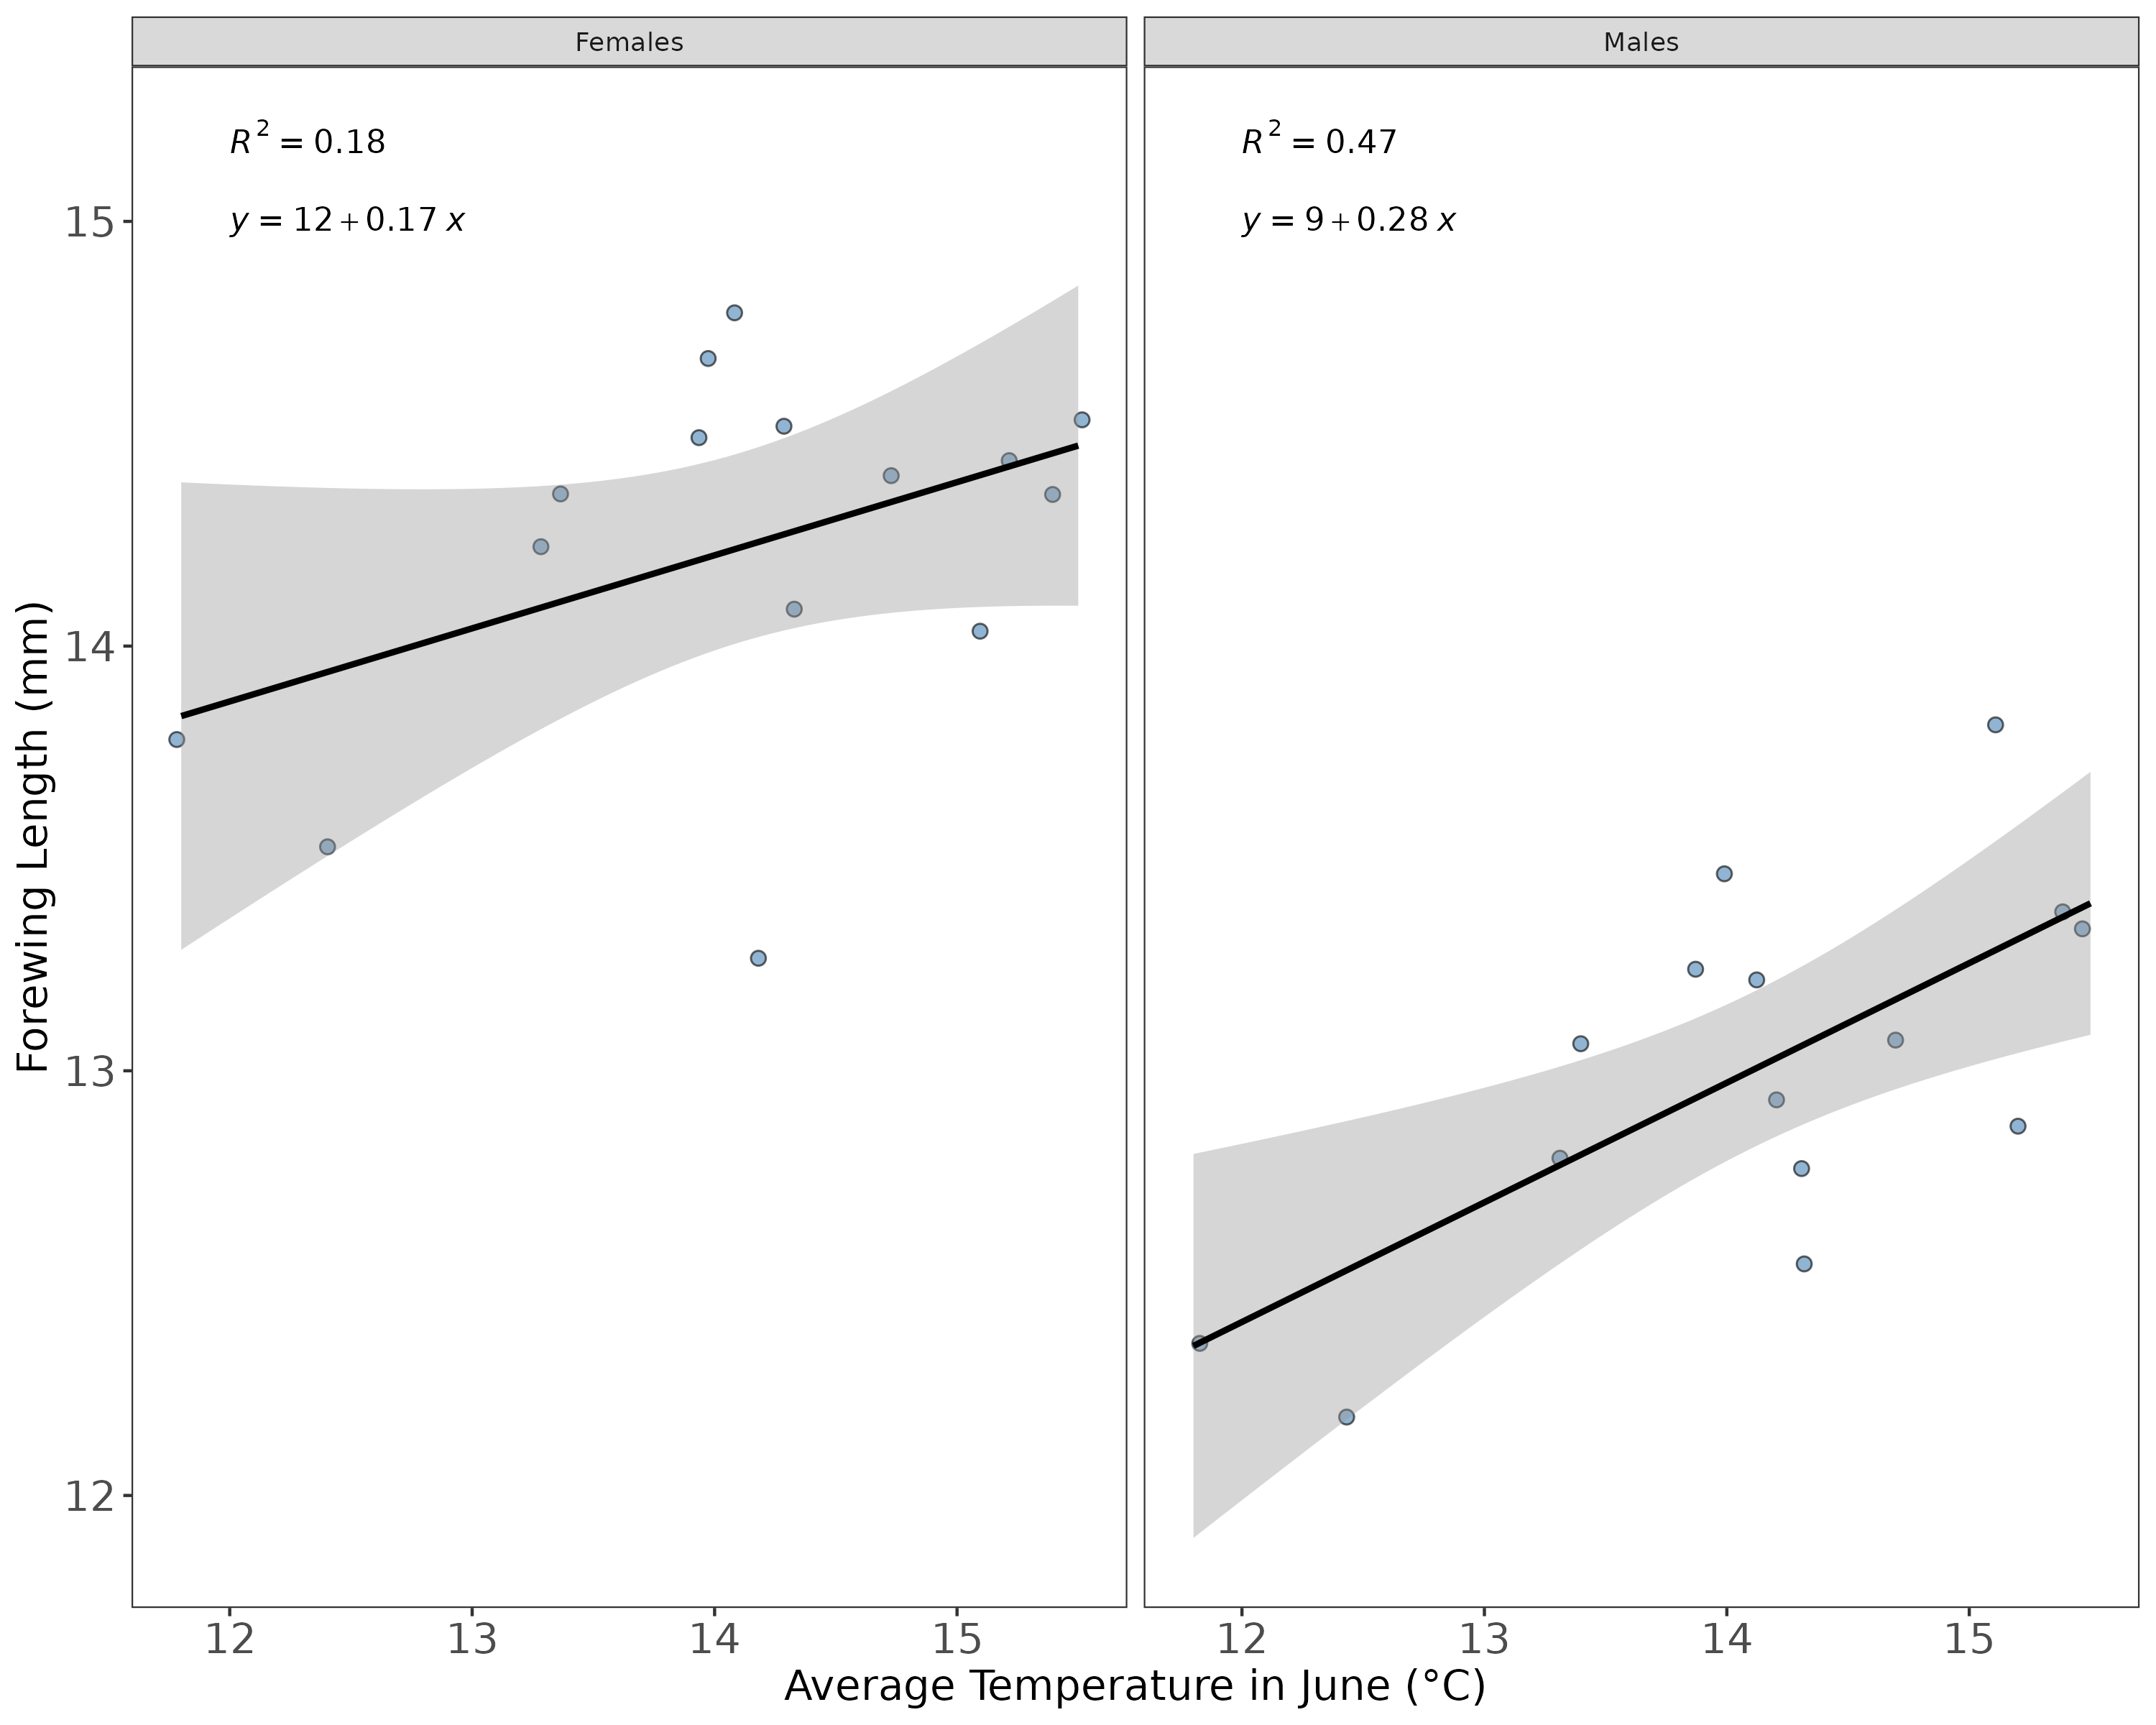 Females
Males
R² = 0.18
y = 12 + 0.17 x
R² = 0.47
y = 9 + 0.28 x
15
14
13
12
Forewing Length (mm)
12 13 14 15
12 13 14 15
Average Temperature in June (°C)